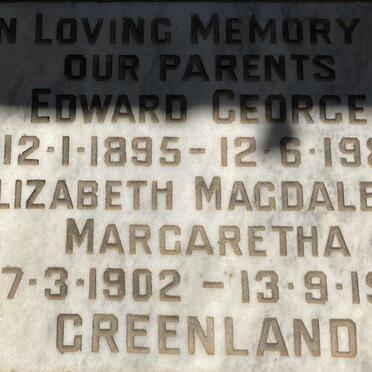 N LOVING MEMORY
OUR PARENTS
EDWARD GEORGE
12·1·1895 - 12·6·198
LIZABETH MAGDALE
MARGARETHA
7·3·1902 - 13·9·19
GREENLAND